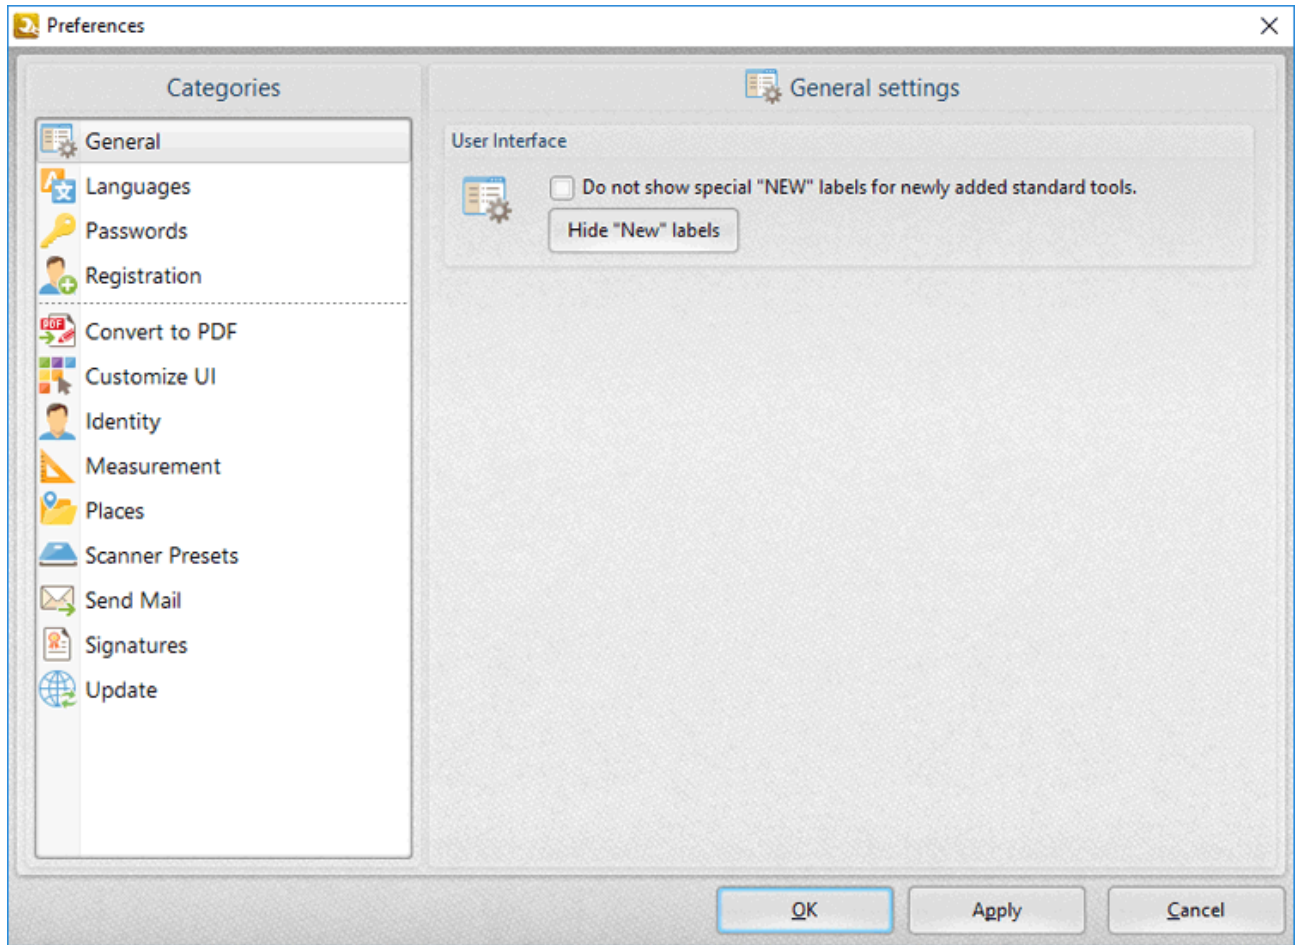 Preferences
Categories
General
Languages
Passwords
Registration
PDF
Convert to PDF
Customize UI
Identity
Measurement
Places
Scanner Presets
Send Mail
Signatures
Update
General settings
User Interface
Do not show special "NEW" labels for newly added standard tools.
Hide "New" labels
OK
Apply
Cancel